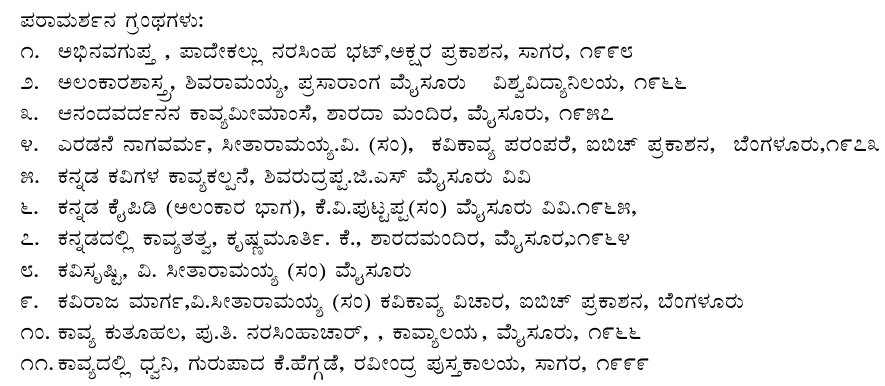 ಪರಾಮರ್ಶನ ಗ್ರಂಥಗಳು:
೧. ಅಭಿನವಗುಪ್ತ , ಪಾದೇಕಲ್ಲು ನರಸಿಂಹ ಭಟ್,ಅಕ್ಷರ ಪ್ರಕಾಶನ, ಸಾಗರ, ೧೯೯೮
೨. ಅಲಂಕಾರಶಾಸ್ತ್ರ, ಶಿವರಾಮಯ್ಯ, ಪ್ರಸಾರಾಂಗ ಮೈಸೂರು ವಿಶ್ವವಿದ್ಯಾನಿಲಯ, ೧೯೬೬
೩. ಆನಂದವರ್ದನನ ಕಾವ್ಯಮೀಮಾಂಸೆ, ಶಾರದಾ ಮಂದಿರ, ಮೈಸೂರು, ೧೯೫೭
೪. ಎರಡನೆ ನಾಗವರ್ಮ, ಸೀತಾರಾಮಯ್ಯ.ವಿ. (ಸಂ), ಕವಿಕಾವ್ಯ ಪರಂಪರೆ, ಐಬಿಚ್ ಪ್ರಕಾಶನ, ಬೆಂಗಳೂರು,೧೯೭೩
೫. ಕನ್ನಡ ಕವಿಗಳ ಕಾವ್ಯಕಲ್ಪನೆ, ಶಿವರುದ್ರಪ್ಪ.ಜಿ.ಎಸ್ ಮೈಸೂರು ವಿವಿ
೬. ಕನ್ನಡ ಕೈಪಿಡಿ (ಅಲಂಕಾರ ಭಾಗ), ಕೆ.ವಿ.ಪುಟ್ಟಪ್ಪ(ಸಂ) ಮೈಸೂರು ವಿವಿ.೧೯೬೫,
೭. ಕನ್ನಡದಲ್ಲಿ ಕಾವ್ಯತತ್ವ, ಕೃಷ್ಣಮೂರ್ತಿ. ಕೆ., ಶಾರದಮಂದಿರ, ಮೈಸೂರು,೧೯೬೪
೮. ಕವಿಸೃಷ್ಟಿ, ವಿ. ಸೀತಾರಾಮಯ್ಯ (ಸಂ) ಮೈಸೂರು
೯. ಕವಿರಾಜ ಮಾರ್ಗ,ವಿ.ಸೀತಾರಾಮಯ್ಯ (ಸಂ) ಕವಿಕಾವ್ಯ ವಿಚಾರ, ಐಬಿಚ್ ಪ್ರಕಾಶನ, ಬೆಂಗಳೂರು
೧೦. ಕಾವ್ಯ ಕುತೂಹಲ, ಪು.ತಿ. ನರಸಿಂಹಾಚಾರ್, , ಕಾವ್ಯಾಲಯ, ಮೈಸೂರು, ೧೯೬೬
೧೧. ಕಾವ್ಯದಲ್ಲಿ ಧ್ವನಿ, ಗುರುಪಾದ ಕೆ.ಹೆಗ್ಗಡೆ, ರವೀಂದ್ರ ಪುಸ್ತಕಾಲಯ, ಸಾಗರ, ೧೯೯೯